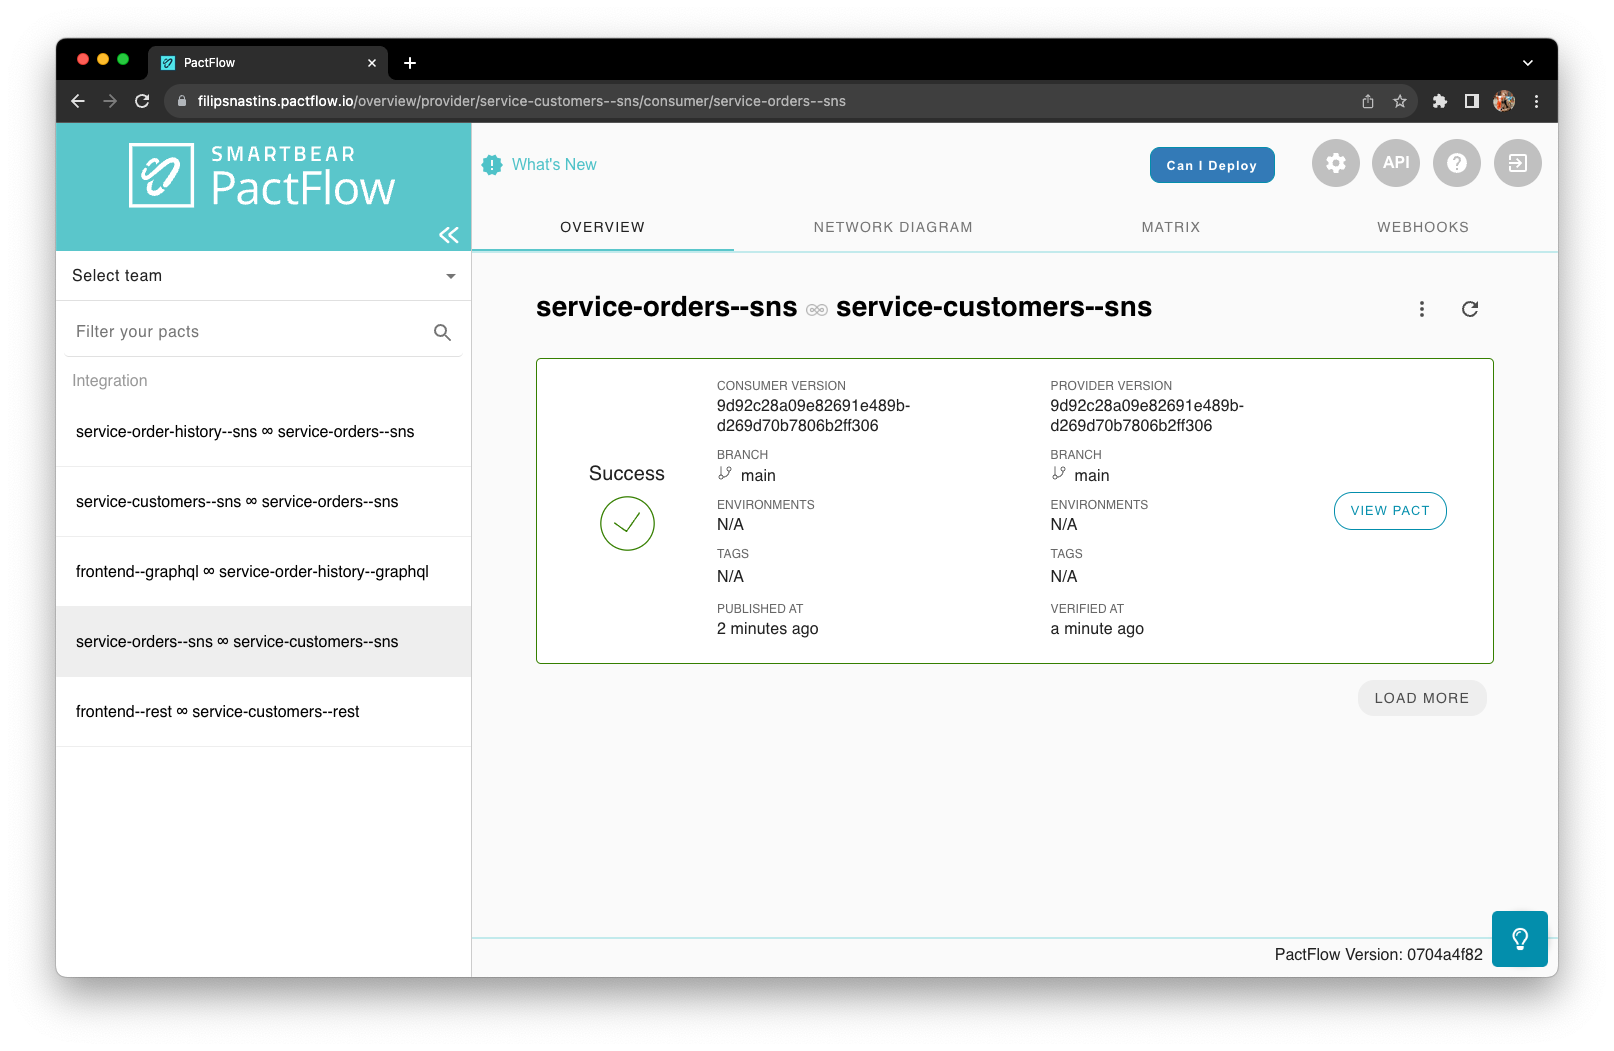 PactFlow
filipsnastins.pactflow.io/overview/provider/service-customers--sns/consumer/service-orders--sns
SMARTBEAR
PactFlow
Select team
Filter your pacts
Integration
service-order-history--sns ∞ service-orders--sns
service-customers--sns ∞ service-orders--sns
frontend--graphql ∞ service-order-history--graphql
service-orders--sns ∞ service-customers--sns
frontend--rest ∞ service-customers--rest
What's New
Can I Deploy
API
OVERVIEW
NETWORK DIAGRAM
MATRIX
WEBHOOKS
service-orders--sns service-customers--sns
Success
CONSUMER VERSION
9d92c28a09e82691e489b-
d269d70b7806b2ff306
BRANCH
main
ENVIRONMENTS
N/A
TAGS
N/A
PUBLISHED AT
2 minutes ago
PROVIDER VERSION
9d92c28a09e82691e489b-
d269d70b7806b2ff306
BRANCH
main
ENVIRONMENTS
N/A
TAGS
N/A
VERIFIED AT
a minute ago
VIEW PACT
LOAD MORE
PactFlow Version: 0704a4f82